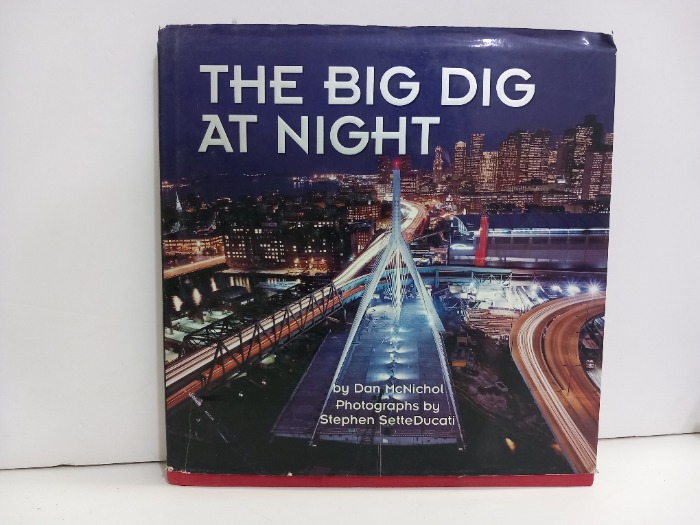 THE BIG DIG
AT NIGHT
by Dan McNichol
Photographs by
Stephen SetteDucati